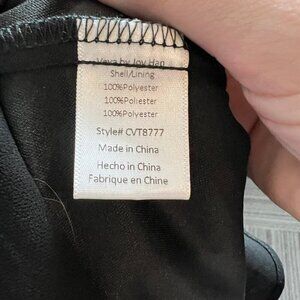 Vava by Joy Han
Shell/Lining
100%Polyester
100%Polyester
100%Polyester
Style# CVT8777
Made in China
Hecho in China
Fabrique en Chine